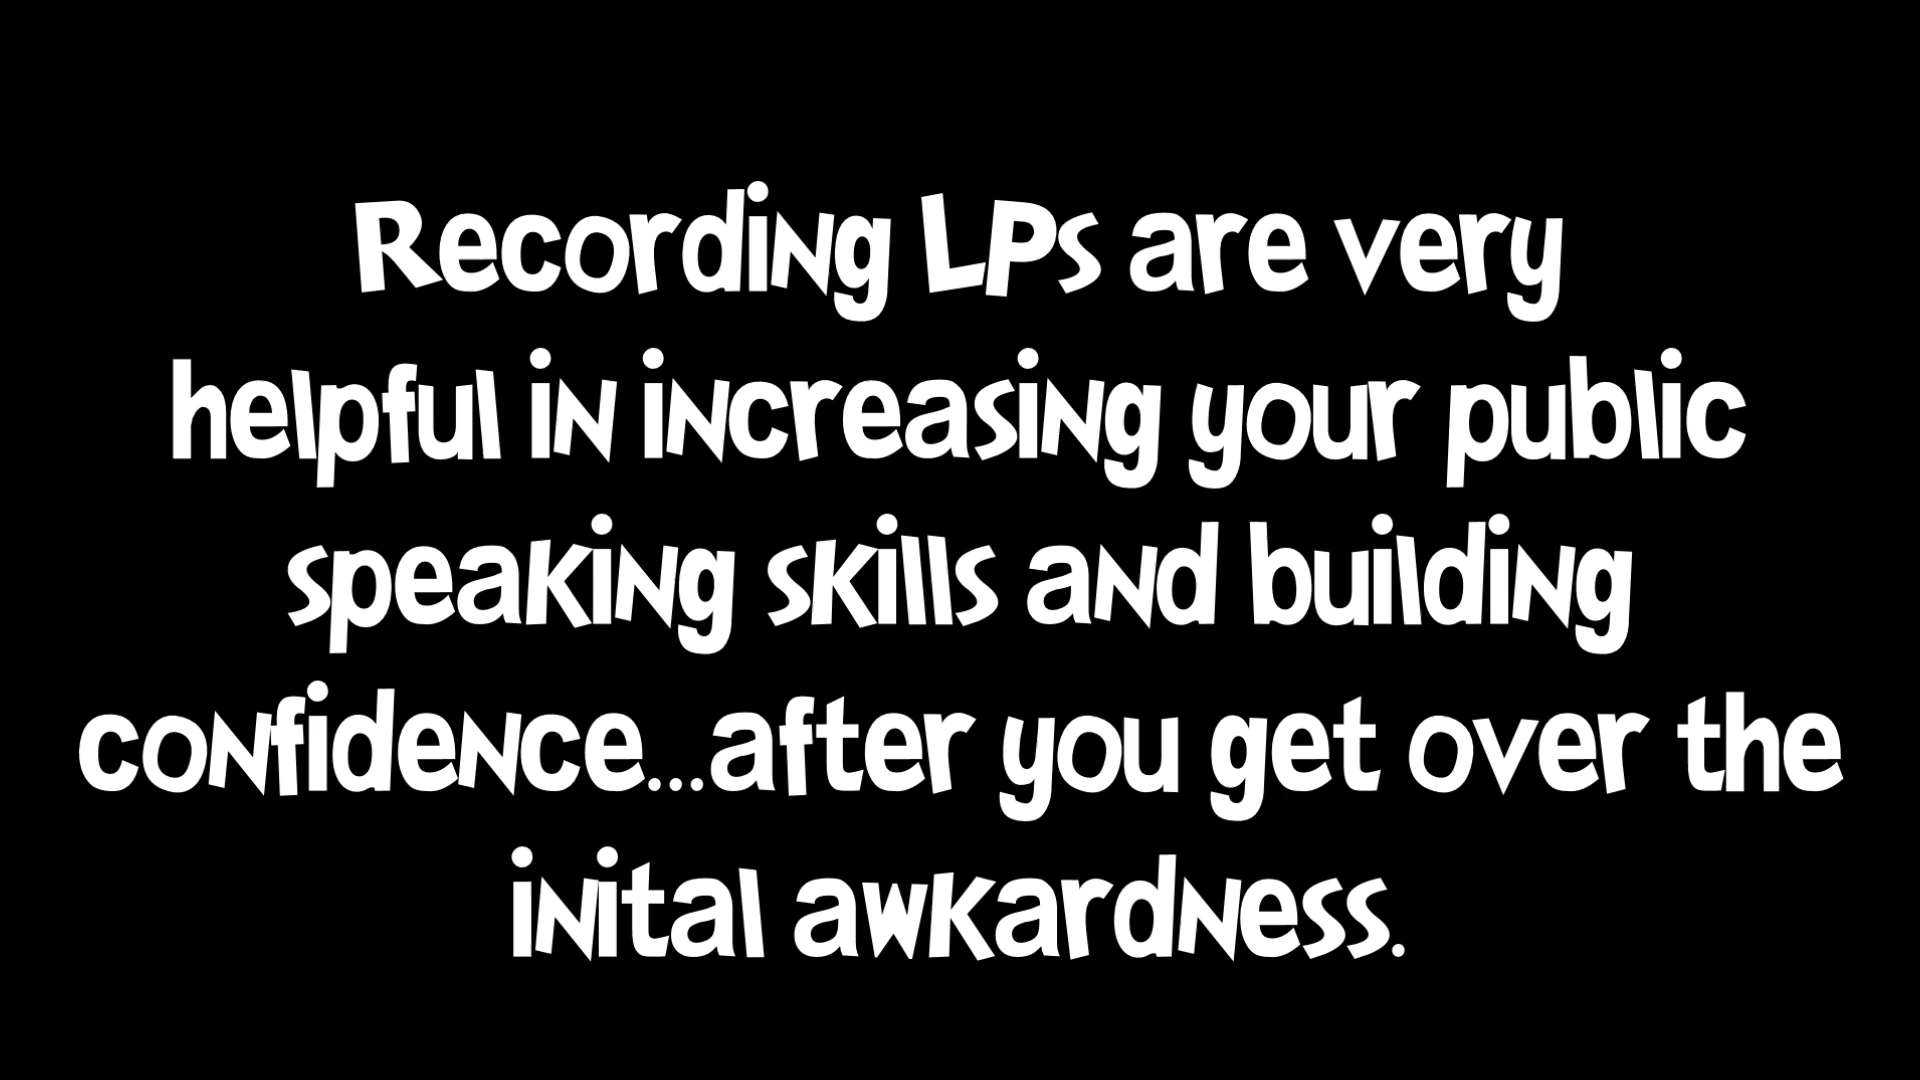 Recording LPs are very
helpful in increasing your public
speaking skills and building
confidence...after you get over the
inital awkardness.